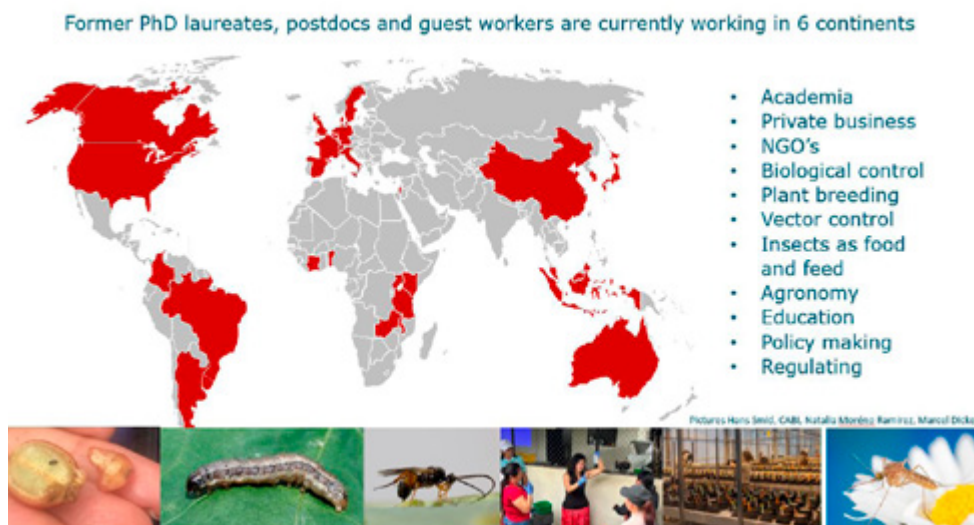 Former PhD laureates, postdocs and guest workers are currently working in 6 continents
• Academia
• Private business
• NGO's
• Biological control
• Plant breeding
• Vector control
• Insects as food
and feed
• Agronomy
• Education
• Policy making
• Regulating
Pictures Hans Smid, CABI, Natalia Moreno Ramirez, Marcel Dicke